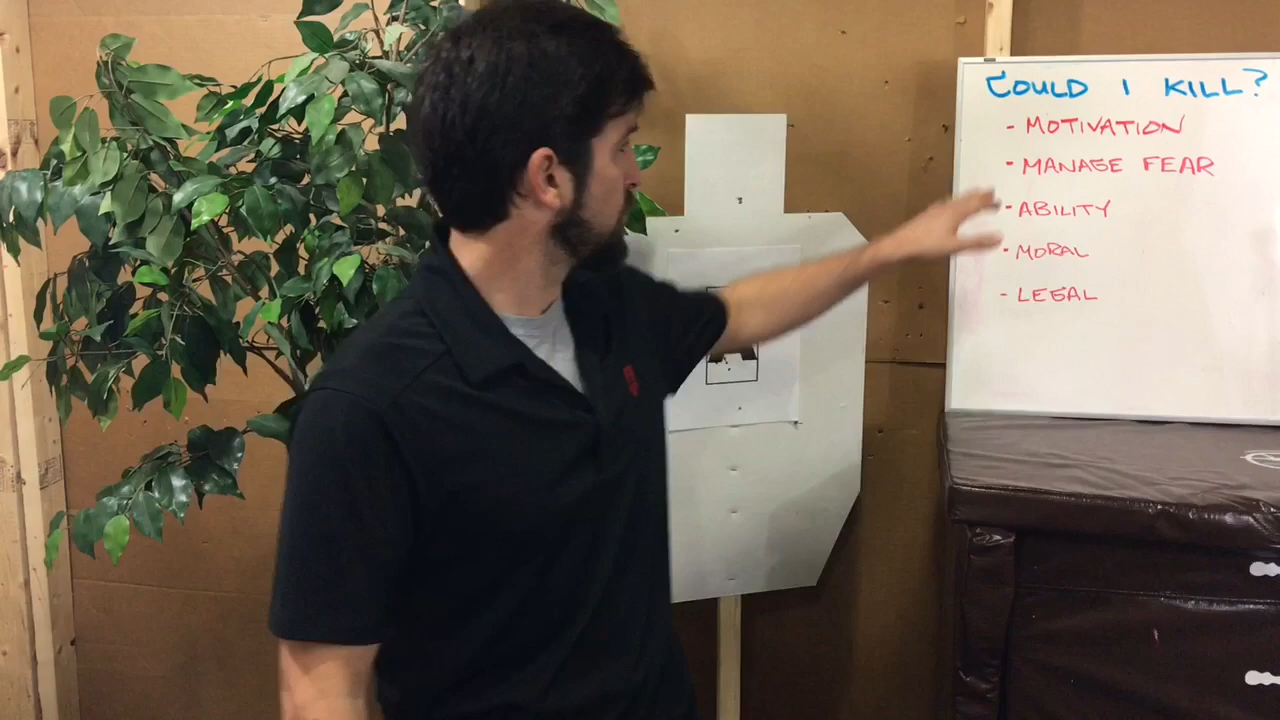 COULD I KILL?
- MOTIVATION
- MANAGE FEAR
- ABILITY
- MORAL
- LEGAL